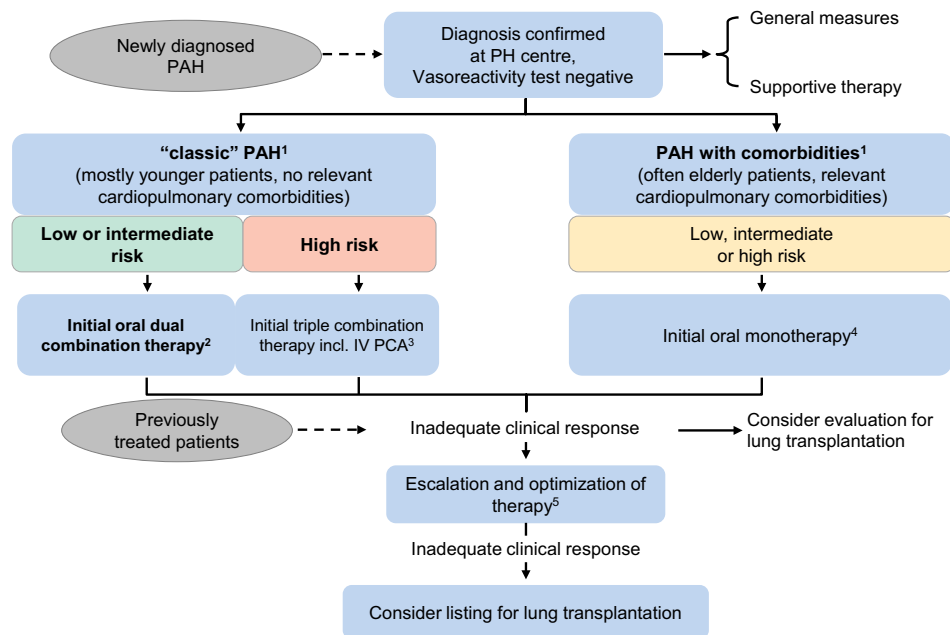 Newly diagnosed
PAH
Diagnosis confirmed
at PH centre,
Vasoreactivity test negative
General measures
Supportive therapy
“classic” PAH¹
(mostly younger patients, no relevant
cardiopulmonary comorbidities)
PAH with comorbidities¹
(often elderly patients, relevant
cardiopulmonary comorbidities)
Low or intermediate
risk
High risk
Low, intermediate
or high risk
Initial oral dual
combination therapy²
Initial triple combination
therapy incl. IV PCA³
Initial oral monotherapy⁴
Previously
treated patients
Inadequate clinical response
Consider evaluation for
lung transplantation
Escalation and optimization of
therapy⁵
Inadequate clinical response
Consider listing for lung transplantation